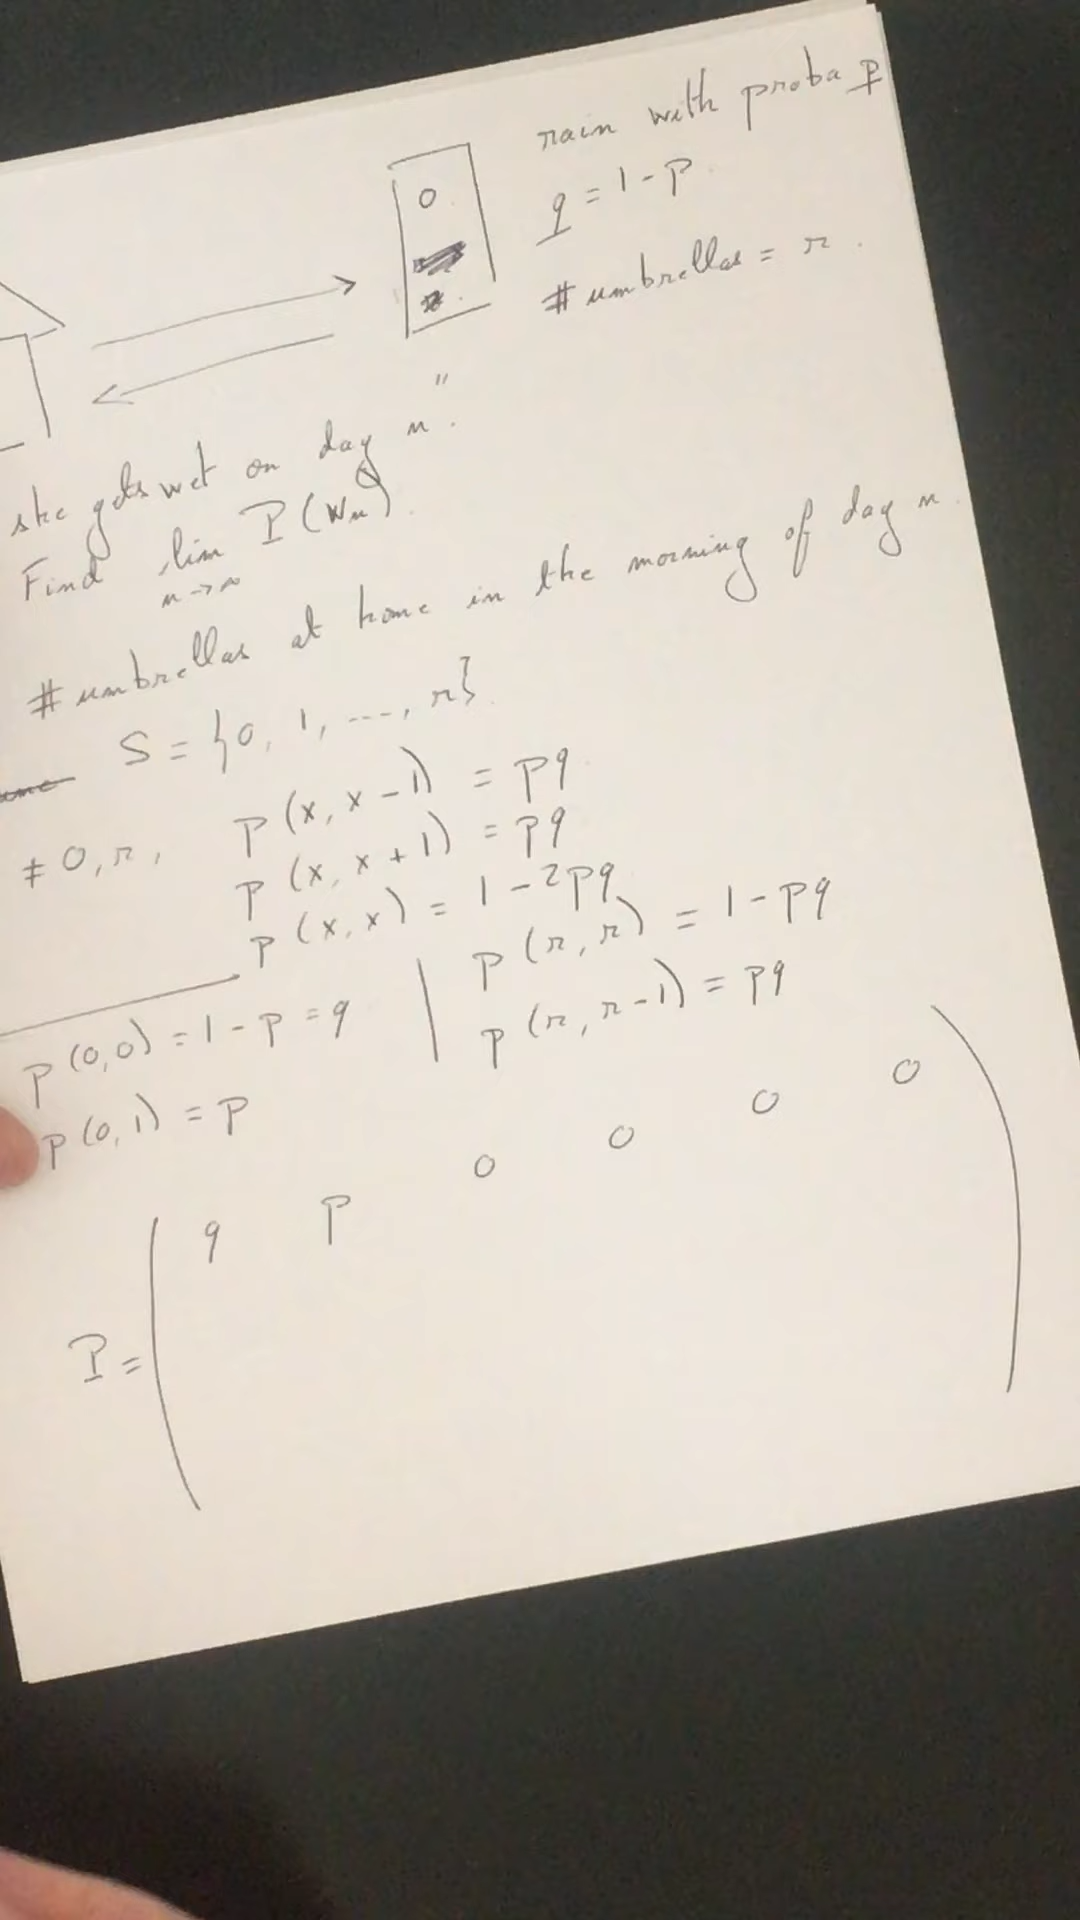 rain with proba p
q = 1 - p
# umbrellas = r.
0
she gets wet on day n".
Find lim P(Wn).
n→∞
# umbrellas at home in the morning of day n.
S = {0, 1, ..., r}.
≠ 0, r, p(x, x-1) = pq
p(x, x+1) = pq
p(x, x) = 1 - 2pq
p(0,0) = 1 - p = q | p(r, r) = 1 - pq
p(0,1) = p p(r, r-1) = pq
P = ( q p 0 0 0 0 )